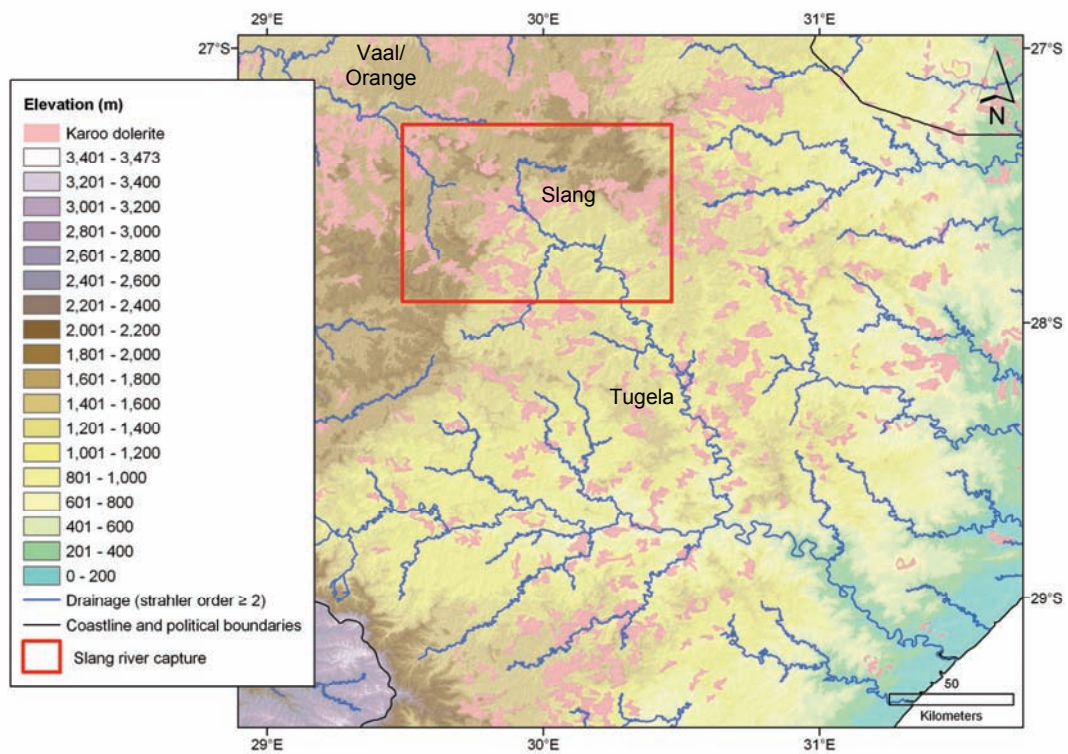 29°E
30°E
31°E
27°S
27°S
Vaal/
Orange
N
Slang
28°S
Tugela
29°S
50
Kilometers
29°E
30°E
31°E
Elevation (m)
Karoo dolerite
3,401 - 3,473
3,201 - 3,400
3,001 - 3,200
2,801 - 3,000
2,601 - 2,800
2,401 - 2,600
2,201 - 2,400
2.001 - 2,200
1,801 - 2,000
1,601 - 1,800
1,401 - 1,600
1,201 - 1,400
1,001 - 1,200
801 - 1,000
601 - 800
401 - 600
201 - 400
0 - 200
Drainage (strahler order ≥ 2)
Coastline and political boundaries
Slang river capture